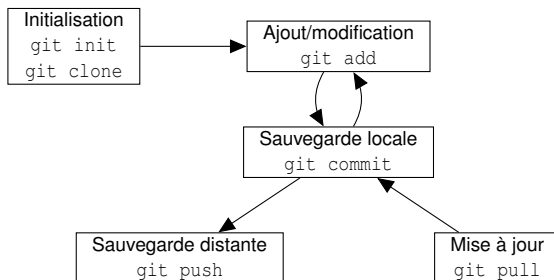 Initialisation
git init
git clone
Ajout/modification
git add
Sauvegarde locale
git commit
Sauvegarde distante
git push
Mise à jour
git pull